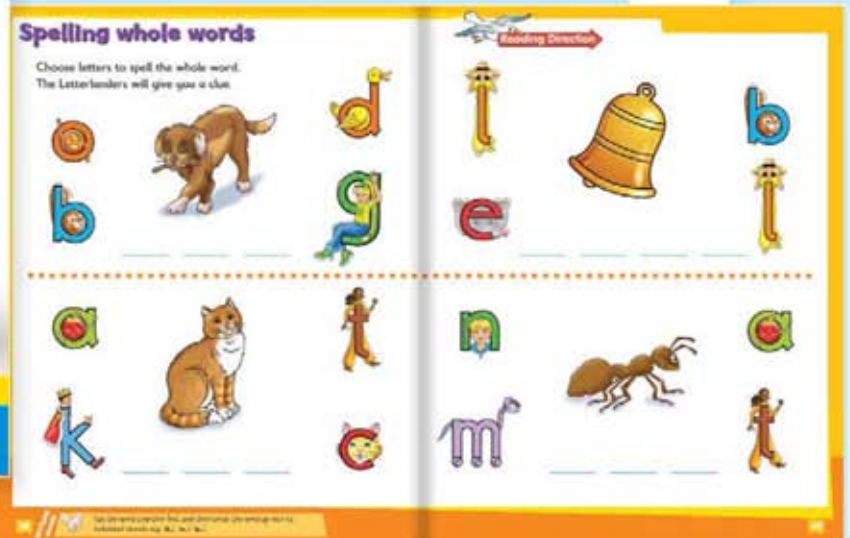 Spelling whole words
Choose letters to spell the whole word.
The Letterlanders will give you a clue.
Reading Direction
o
d
b
g
l
b
e
l
a
t
k
c
n
a
m
t